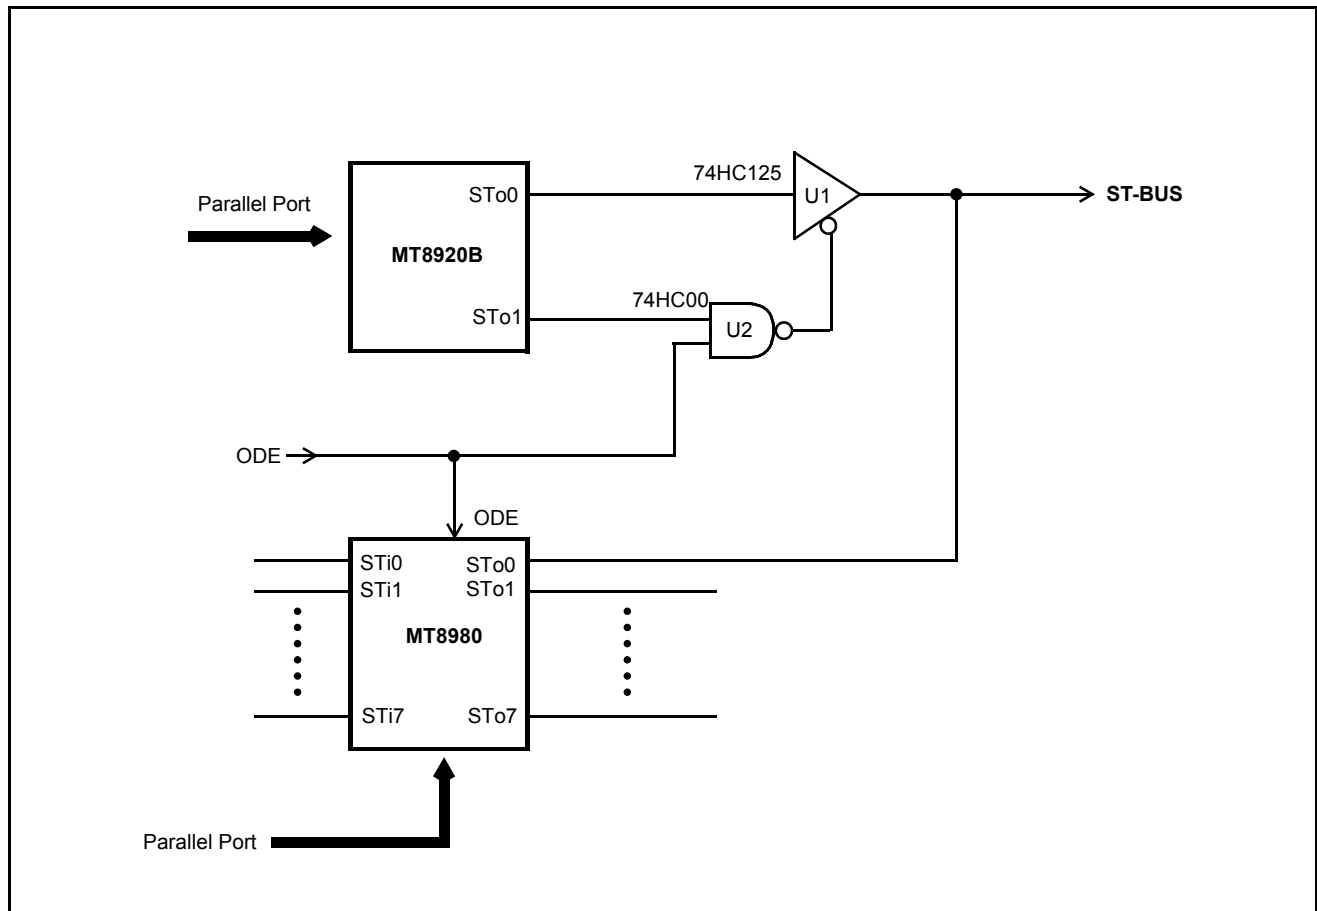 74HC125
STo0
U1
ST-BUS
Parallel Port
MT8920B
74HC00
STo1
U2
ODE
ODE
STi0
STo0
STi1
STo1
MT8980
STi7
STo7
Parallel Port